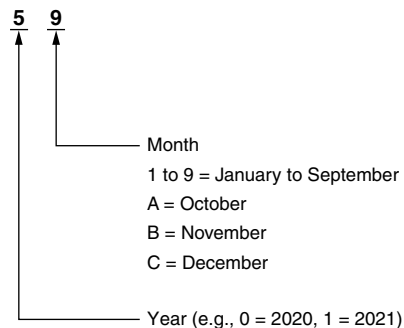 5 9
Month
1 to 9 = January to September
A = October
B = November
C = December
Year (e.g., 0 = 2020, 1 = 2021)